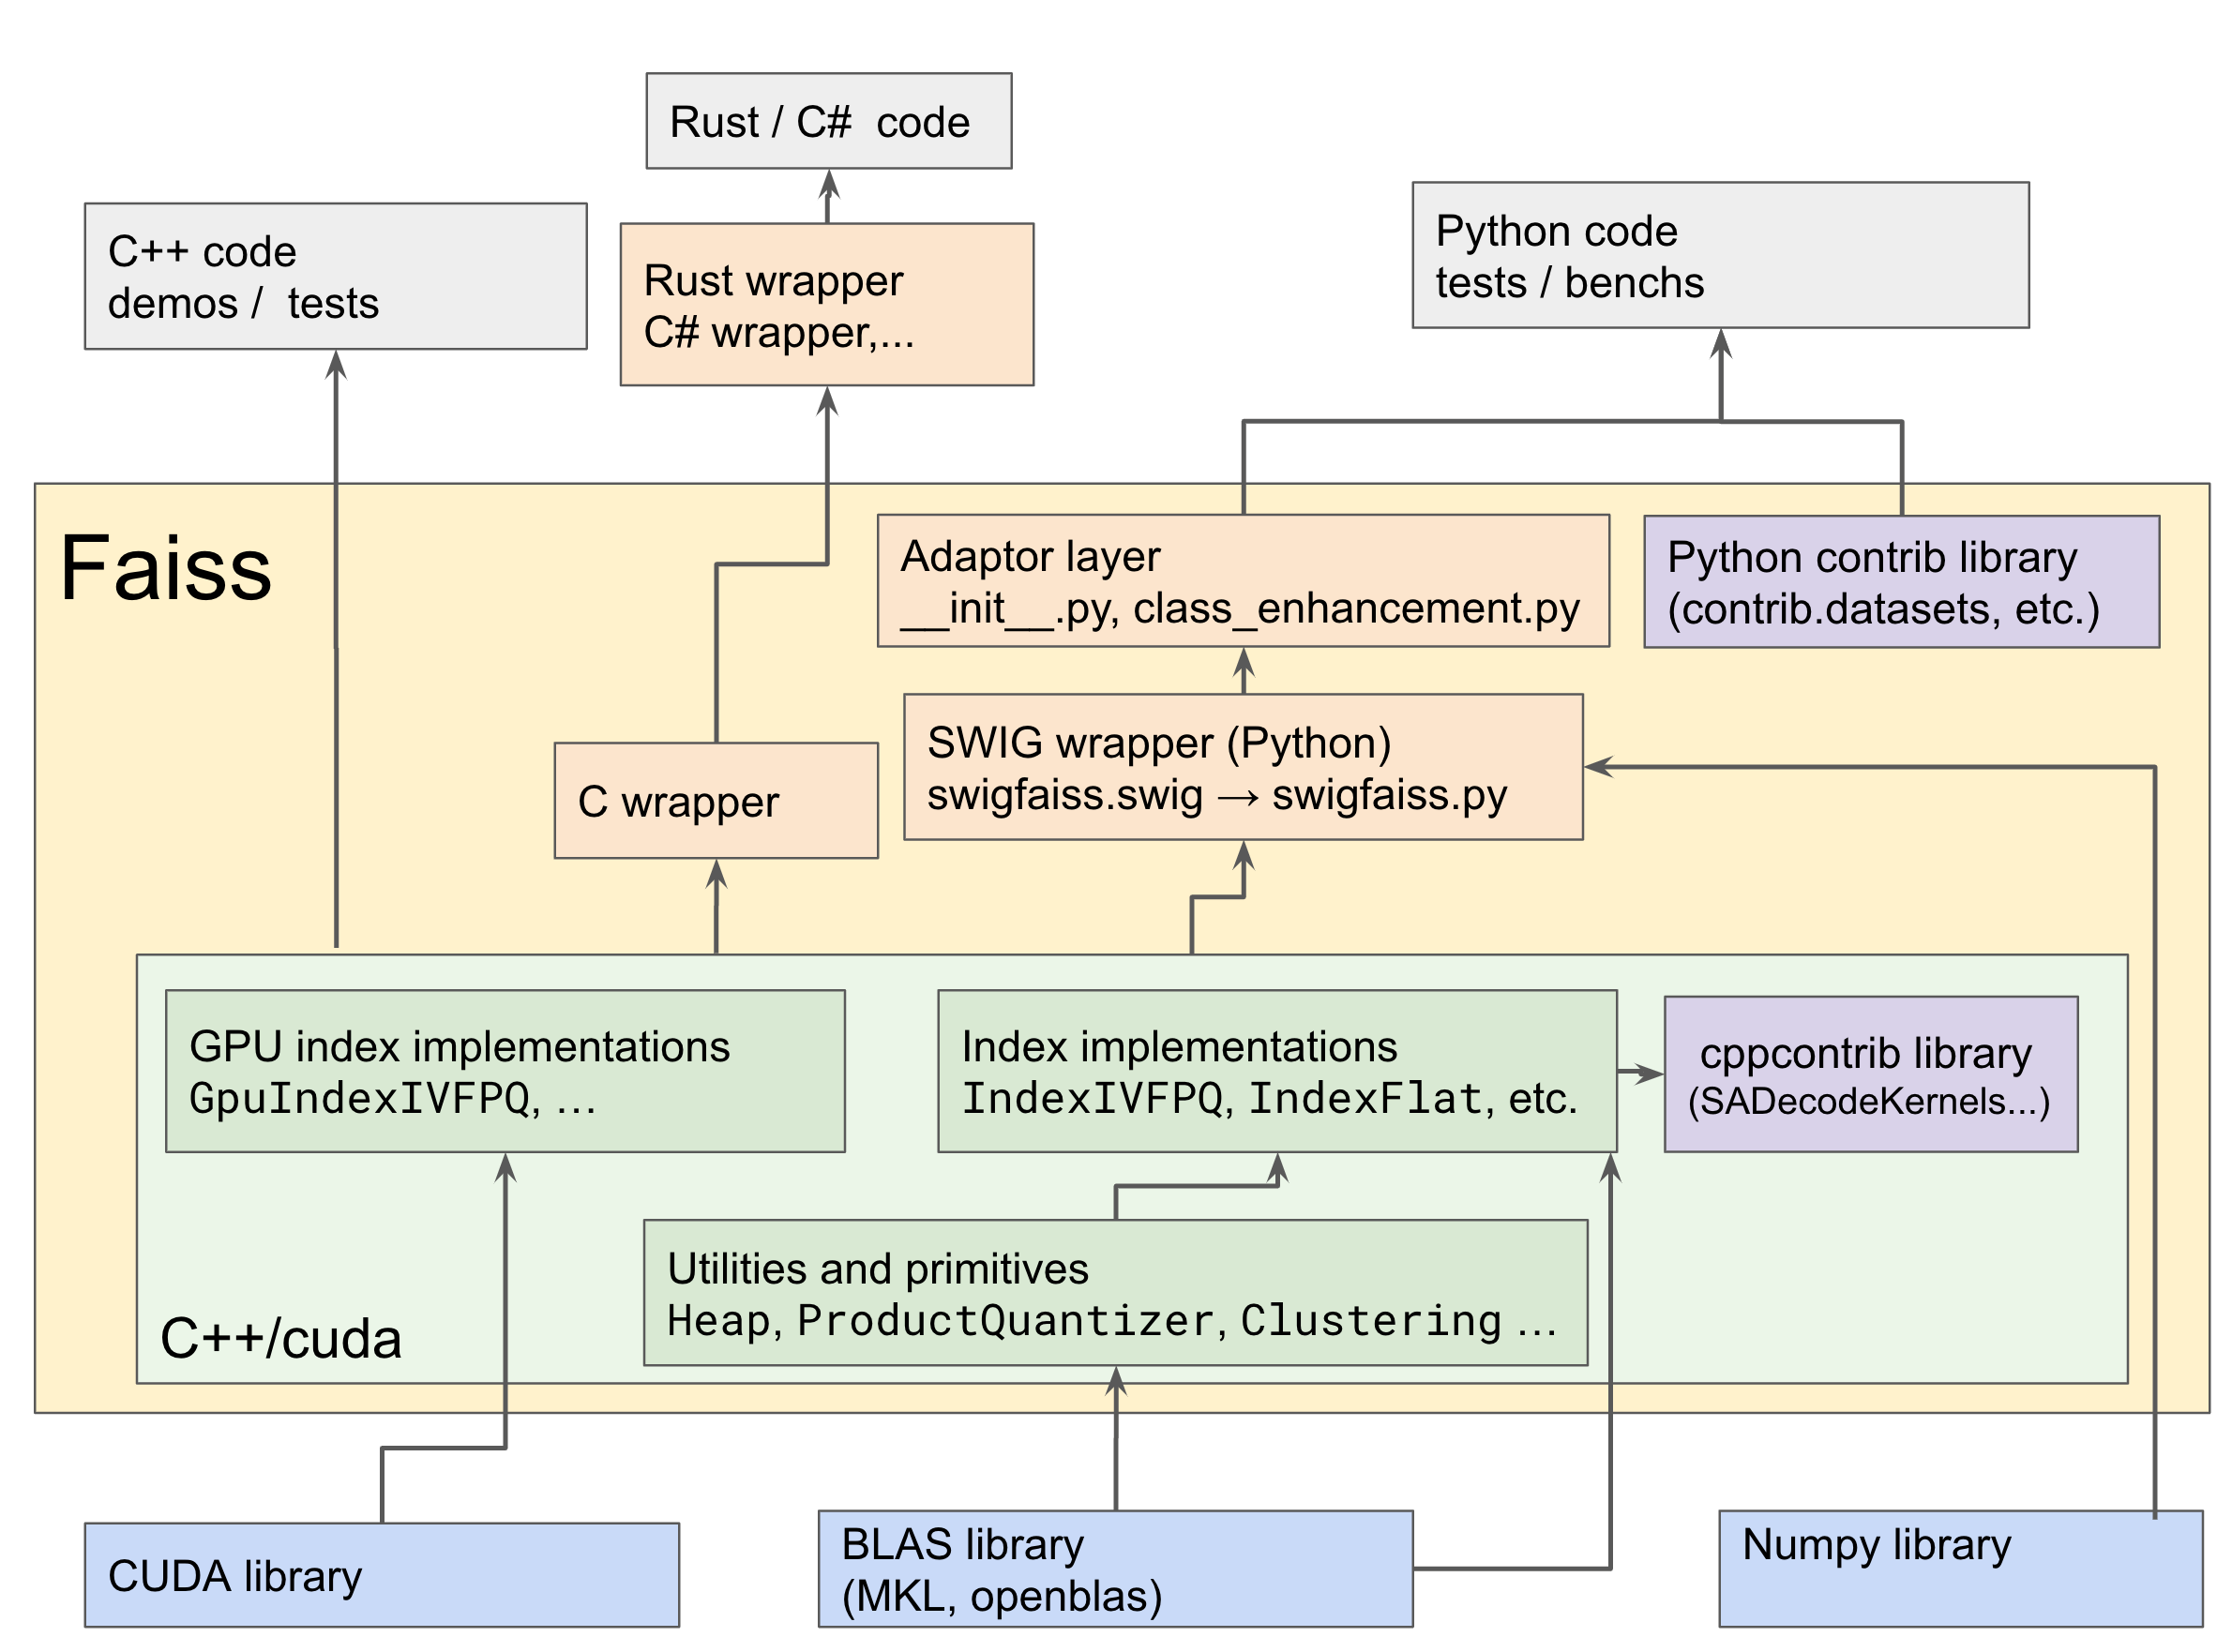 Rust / C#  code
C++ code
demos /  tests
Rust wrapper
C# wrapper,...
Python code
tests / benchs
Faiss
Adaptor layer
__init__.py, class_enhancement.py
Python contrib library
(contrib.datasets, etc.)
C wrapper
SWIG wrapper (Python)
swigfaiss.swig → swigfaiss.py
GPU index implementations
GpuIndexIVFPQ, …
Index implementations
IndexIVFPQ, IndexFlat, etc.
cppcontrib library
(SADecodeKernels...)
Utilities and primitives
Heap, ProductQuantizer, Clustering …
C++/cuda
CUDA library
BLAS library
(MKL, openblas)
Numpy library